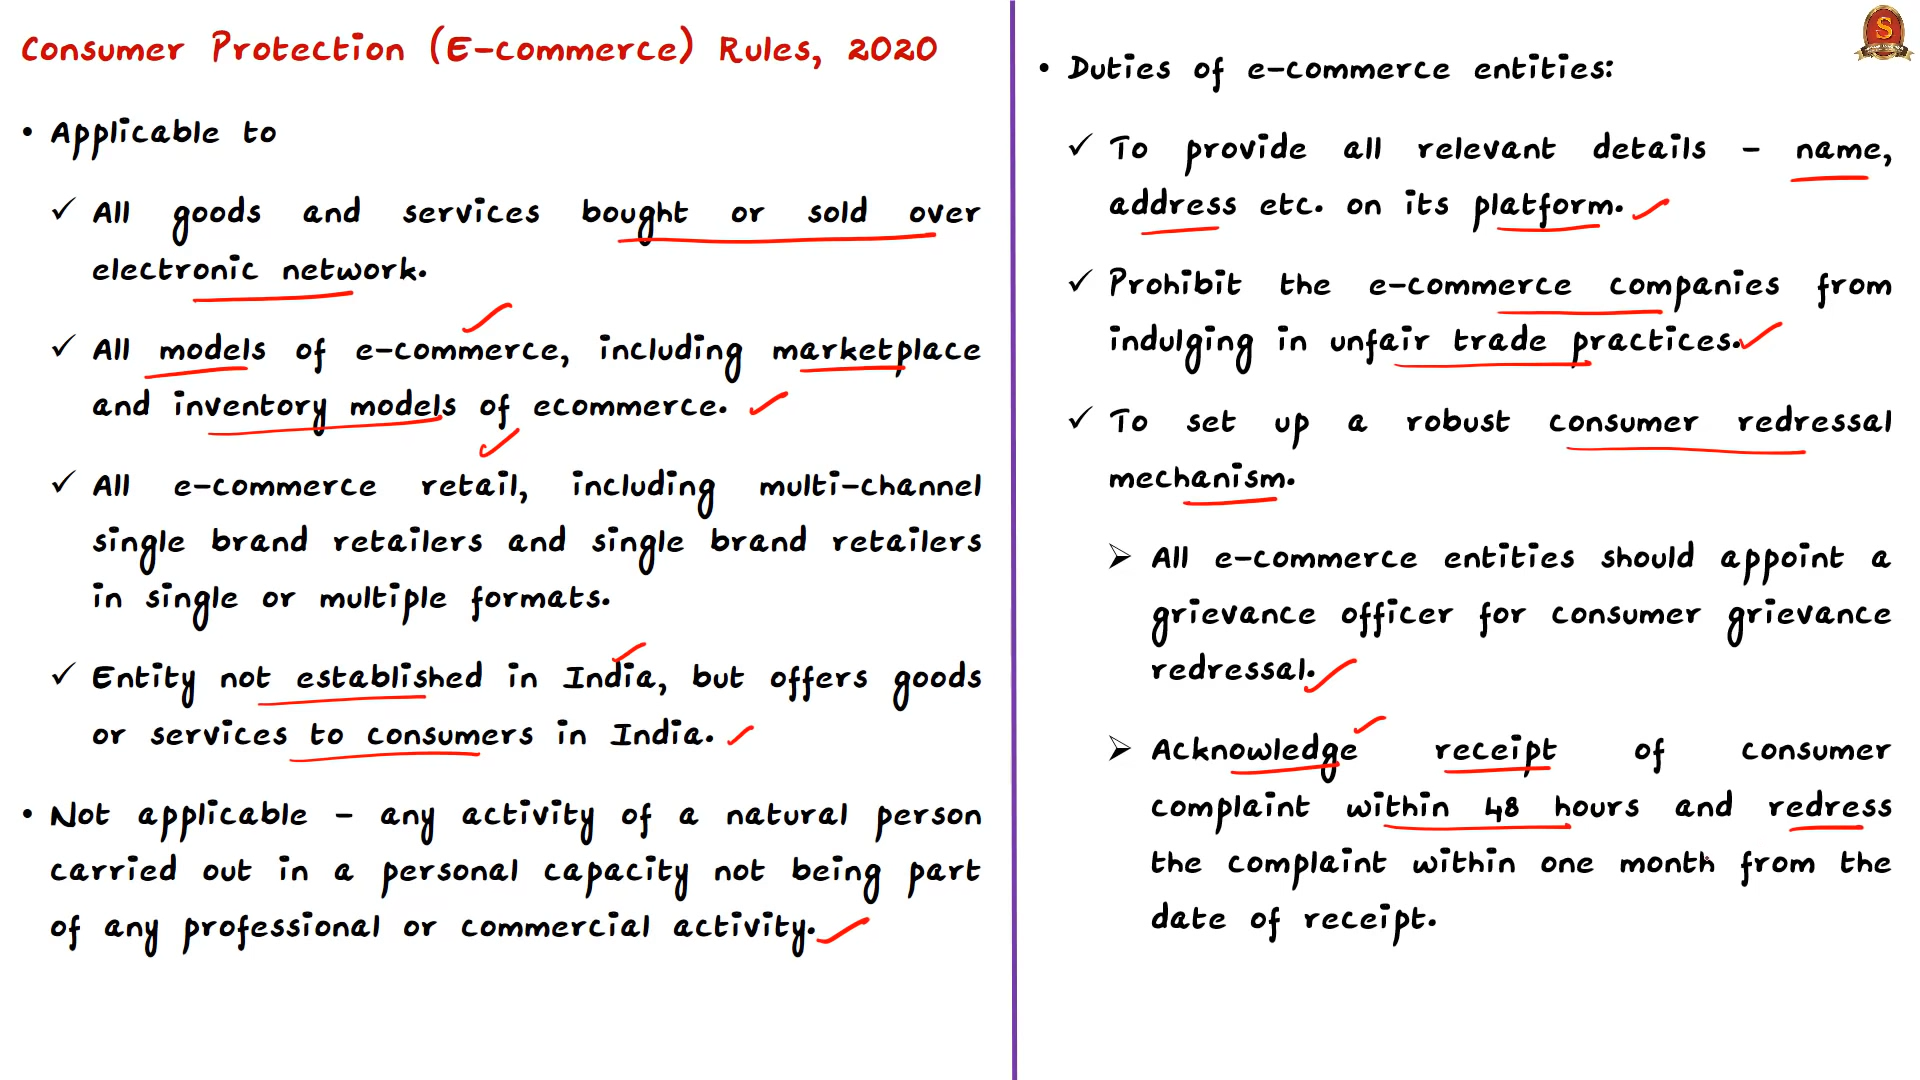 Consumer Protection (E-commerce) Rules, 2020
• Applicable to
✓ All goods and services bought or sold over
electronic network.
✓ All models of e-commerce, including marketplace
and inventory models of ecommerce.
✓ All e-commerce retail, including multi-channel
single brand retailers and single brand retailers
in single or multiple formats.
✓ Entity not established in India, but offers goods
or services to consumers in India.
• Not applicable - any activity of a natural person
carried out in a personal capacity not being part
of any professional or commercial activity.
• Duties of e-commerce entities:
✓ To provide all relevant details - name,
address etc. on its platform.
✓ Prohibit the e-commerce companies from
indulging in unfair trade practices.
✓ To set up a robust consumer redressal
mechanism.
➢ All e-commerce entities should appoint a
grievance officer for consumer grievance
redressal.
➢ Acknowledge receipt of consumer
complaint within 48 hours and redress
the complaint within one month from the
date of receipt.
S